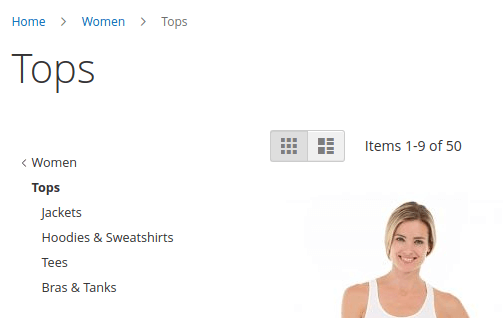 Home > Women > Tops
Tops
Items 1-9 of 50
< Women
Tops
Jackets
Hoodies & Sweatshirts
Tees
Bras & Tanks